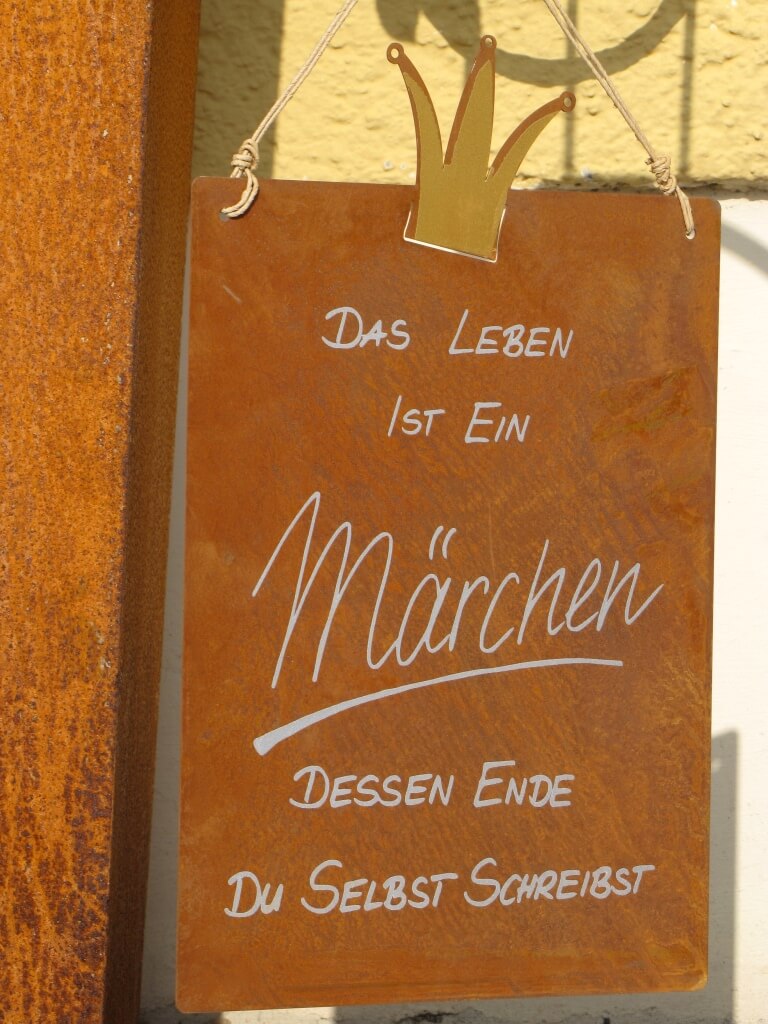 Das Leben
Ist Ein
Märchen
Dessen Ende
Du Selbst Schreibst